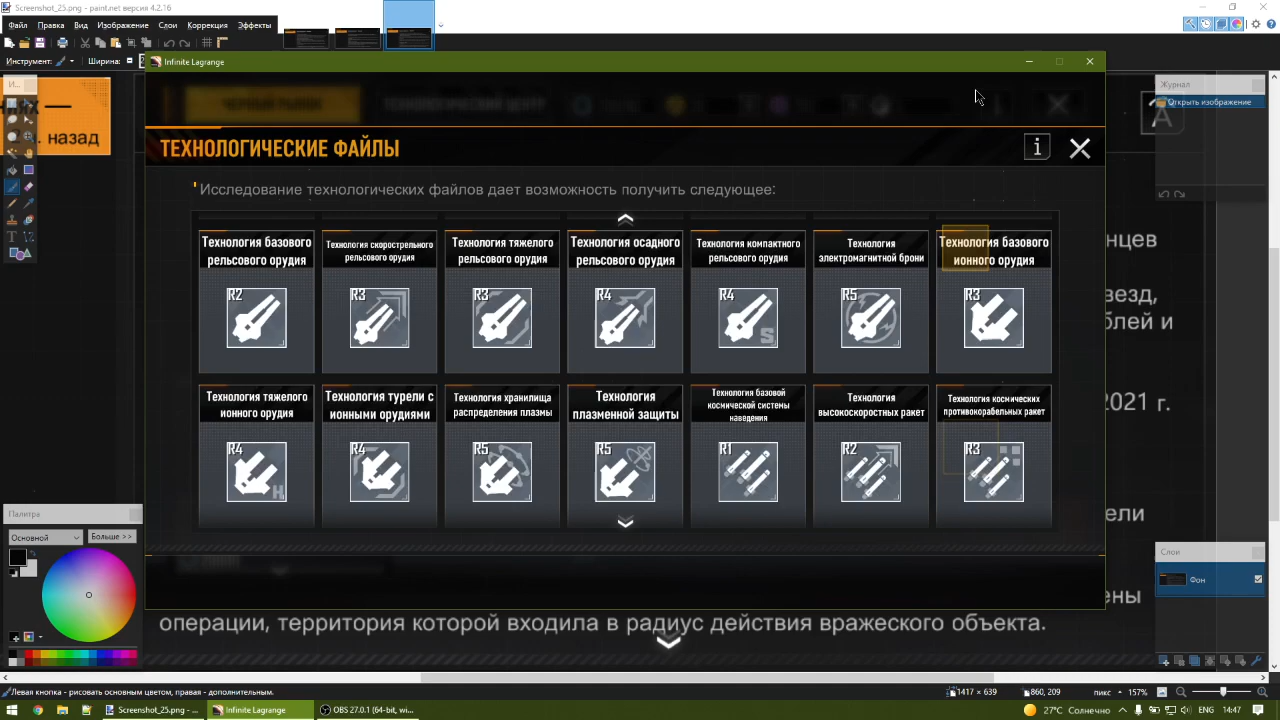 Screenshot_25.png - paint.net версия 4.2.16
Файл Правка Вид Изображение Слои Коррекция Эффекты
Инструмент: Ширина:
Infinite Lagrange
И...
назад
ЧЕРНЫЙ РЫНОК
ТЕХНОЛОГИЧЕСКИЕ ФАЙЛЫ
i
Исследование технологических файлов дает возможность получить следующее:
Технология базового рельсового орудия
R2
Технология скорострельного рельсового орудия
R3
Технология тяжелого рельсового орудия
R3
Технология осадного рельсового орудия
R4
Технология компактного рельсового орудия
R4
S
Технология электромагнитной брони
R5
Технология базового ионного орудия
R3
Технология тяжелого ионного орудия
R4
H
Технология турели с ионными орудиями
R4
Технология хранилища распределения плазмы
R5
Технология плазменной защиты
R5
Технология базовой космической системы наведения
R1
Технология высокоскоростных ракет
R2
Технология космических противокорабельных ракет
R3
Журнал
Открыть изображение
A
нцев
везд,
блей и
2021 г.
ели
ены
операции, территория которой входила в радиус действия вражеского объекта.
Палитра
Основной
Больше >>
Слои
Фон
Левая кнопка - рисовать основным цветом, правая - дополнительным.
1417 × 639
860, 209
пикс
157%
Screenshot_25.png - ...
Infinite Lagrange
OBS 27.0.1 (64-bit, wi...
27°C Солнечно
ENG
14:47